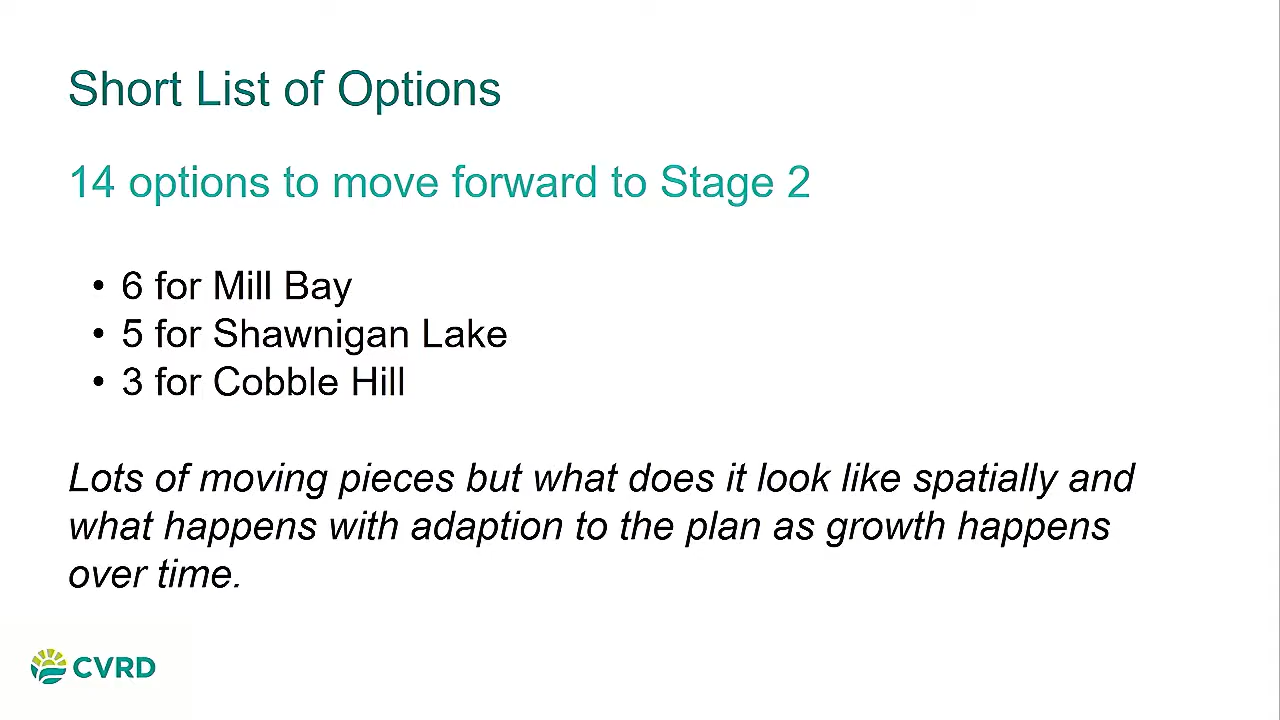 Short List of Options
14 options to move forward to Stage 2
• 6 for Mill Bay
• 5 for Shawnigan Lake
• 3 for Cobble Hill
Lots of moving pieces but what does it look like spatially and
what happens with adaption to the plan as growth happens
over time.
CVRD